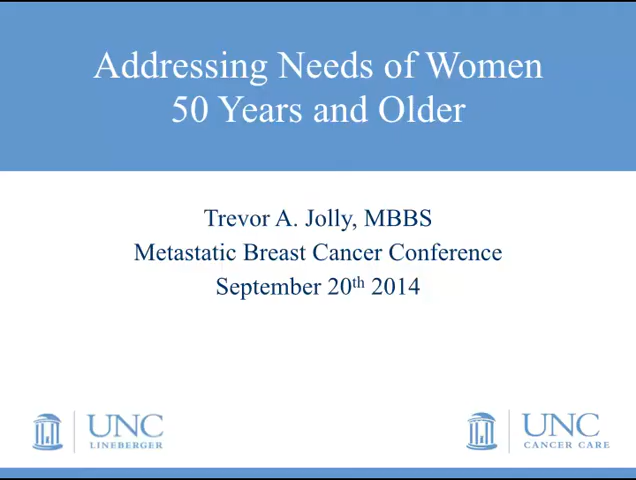 Addressing Needs of Women
50 Years and Older
Trevor A. Jolly, MBBS
Metastatic Breast Cancer Conference
September 20th 2014
UNC
LINEBERGER
UNC
CANCER CARE